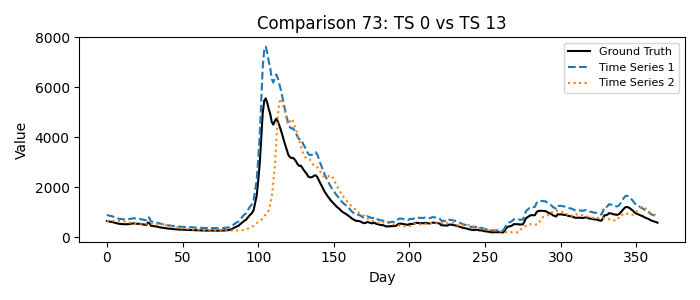 Comparison 73: TS 0 vs TS 13
8000
6000
4000
2000
0
Value
0 50 100 150 200 250 300 350
Day
Ground Truth
Time Series 1
Time Series 2